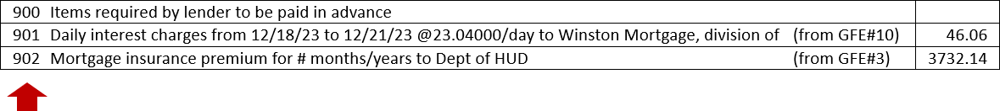 900 Items required by lender to be paid in advance
901 Daily interest charges from 12/18/23 to 12/21/23 @23.04000/day to Winston Mortgage, division of (from GFE#10) 46.06
902 Mortgage insurance premium for # months/years to Dept of HUD (from GFE#3) 3732.14